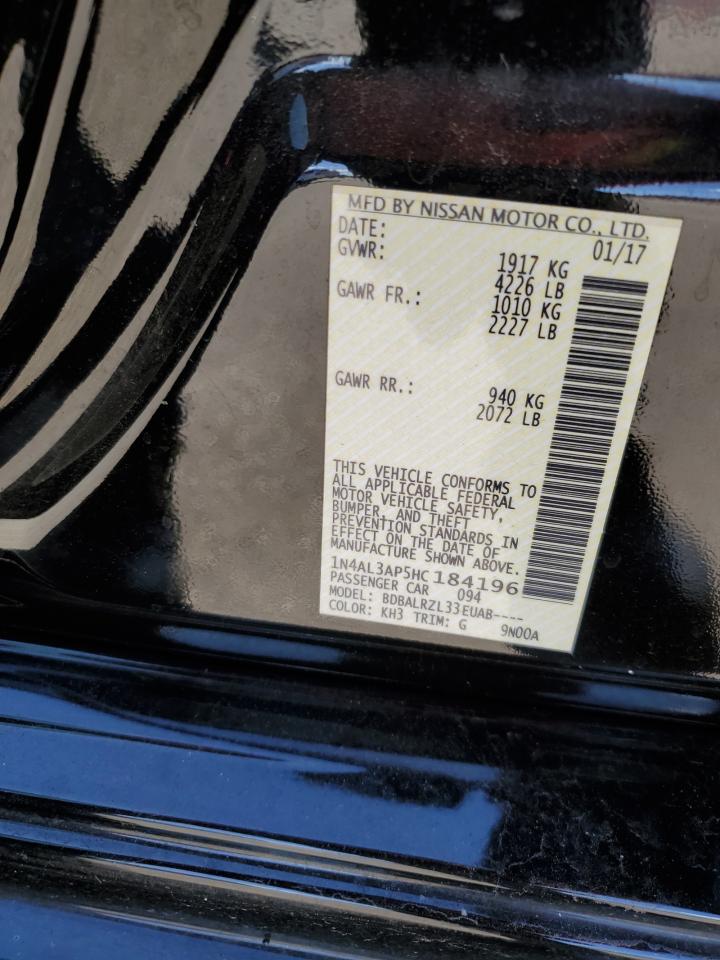 MFD BY NISSAN MOTOR CO., LTD.
DATE: 01/17
GVWR: 1917 KG
4226 LB
GAWR FR.: 1010 KG
2227 LB
GAWR RR.: 940 KG
2072 LB
THIS VEHICLE CONFORMS TO
ALL APPLICABLE FEDERAL
MOTOR VEHICLE SAFETY,
BUMPER, AND THEFT
PREVENTION STANDARDS IN
EFFECT ON THE DATE OF
MANUFACTURE SHOWN ABOVE.
1N4AL3AP5HC184196
PASSENGER CAR 094
MODEL: BDBALRZL33EUAB----
COLOR: KH3 TRIM: G 9N00A